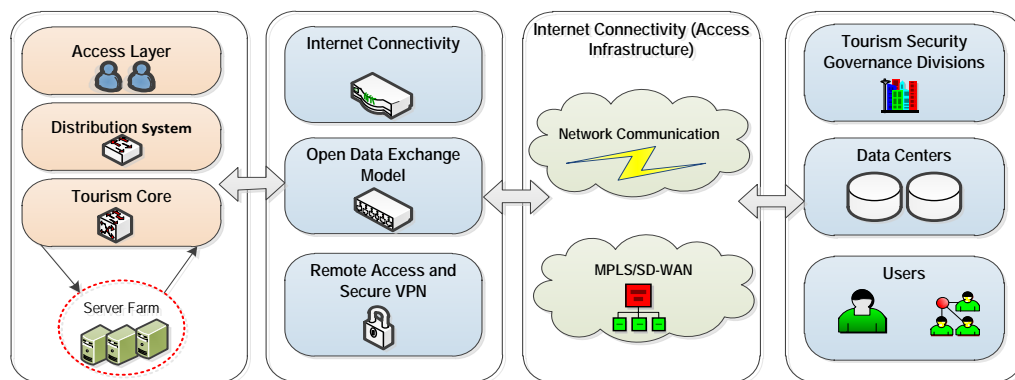 Access Layer
Distribution System
Tourism Core
Server Farm
Internet Connectivity
Open Data Exchange
Model
Remote Access and
Secure VPN
Internet Connectivity (Access
Infrastructure)
Network Communication
MPLS/SD-WAN
Tourism Security
Governance Divisions
Data Centers
Users